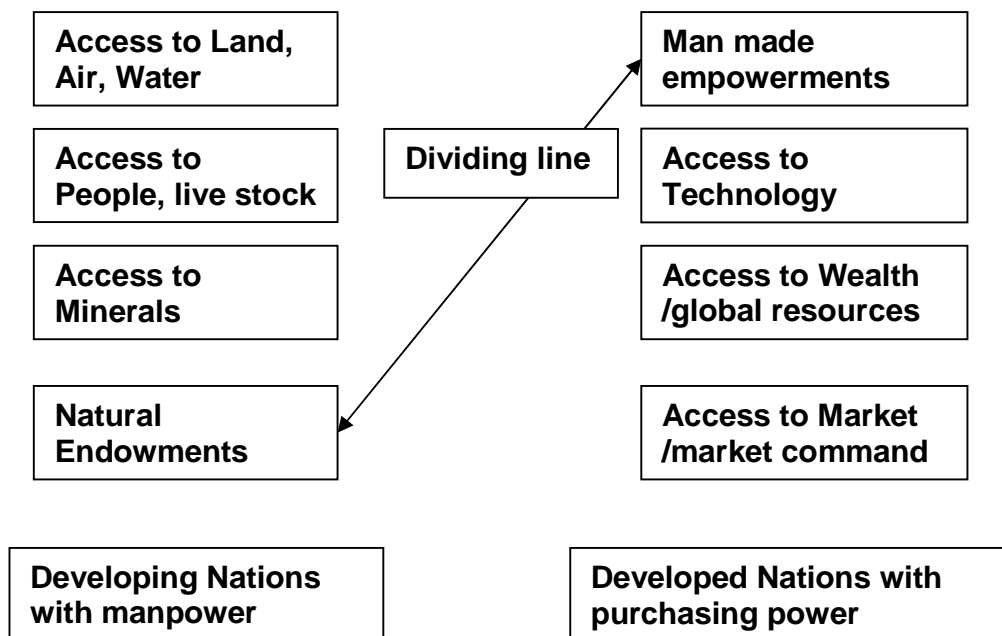 Access to Land,
Air, Water
Man made
empowerments
Dividing line
Access to
People, live stock
Access to
Technology
Access to
Minerals
Access to Wealth
/global resources
Natural
Endowments
Access to Market
/market command
Developing Nations
with manpower
Developed Nations with
purchasing power